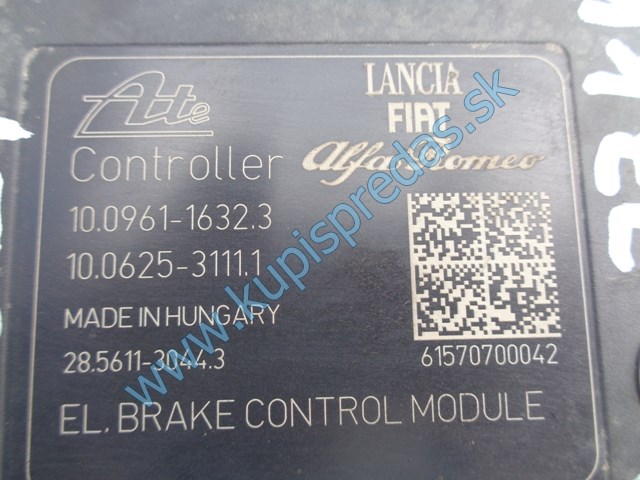 Ate
LANCIA
FIAT
Alfa Romeo
Controller
10.0961-1632.3
10.0625-3111.1
MADE IN HUNGARY
28.5611-3044.3
61570700042
EL. BRAKE CONTROL MODULE
www.kupispredas.sk